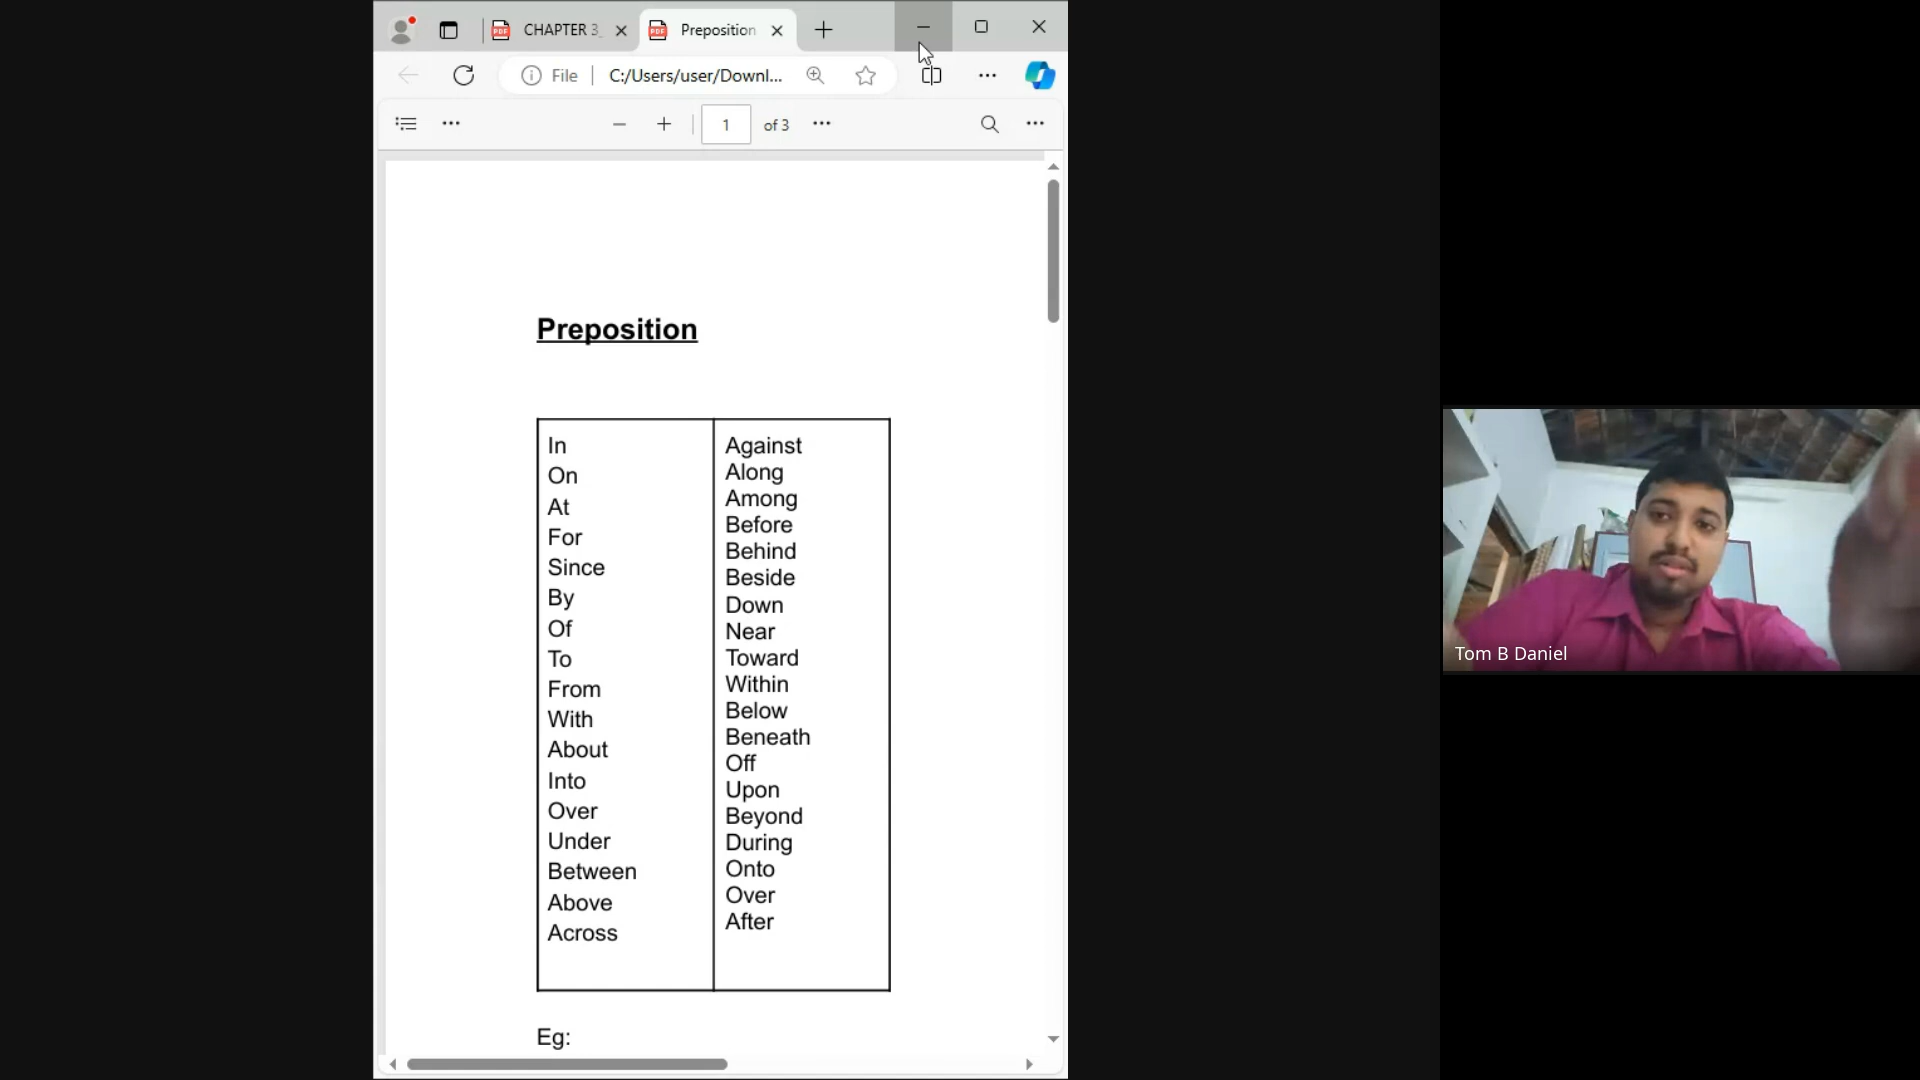 CHAPTER 3
Preposition
File
C:/Users/user/Downl...
1
of 3
Preposition
In
On
At
For
Since
By
Of
To
From
With
About
Into
Over
Under
Between
Above
Across
Against
Along
Among
Before
Behind
Beside
Down
Near
Toward
Within
Below
Beneath
Off
Upon
Beyond
During
Onto
Over
After
Eg:
Tom B Daniel